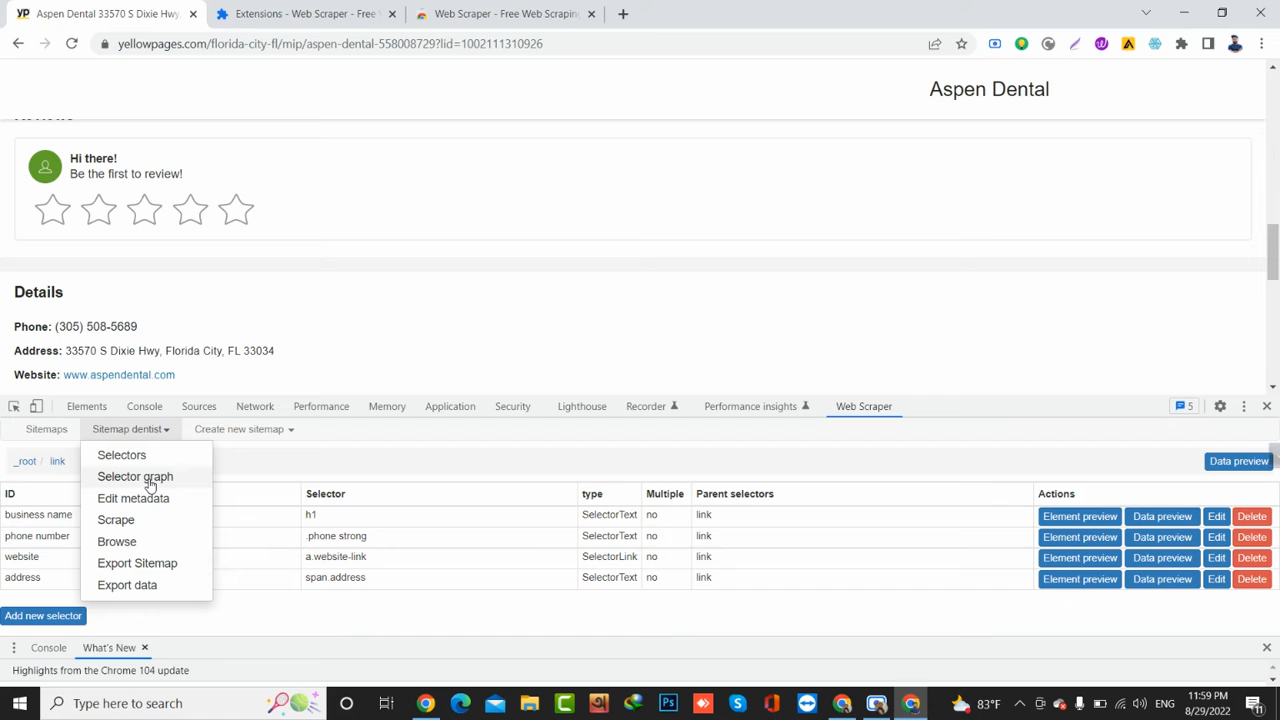 Aspen Dental 33570 S Dixie Hwy,
Extensions - Web Scraper - Free
Web Scraper - Free Web Scraping
yellowpages.com/florida-city-fl/mip/aspen-dental-558008729?lid=1002111310926
Aspen Dental
Reviews
Hi there!
Be the first to review!
Details
Phone: (305) 508-5689
Address: 33570 S Dixie Hwy, Florida City, FL 33034
Website: www.aspendental.com
Elements Console Sources Network Performance Memory Application Security Lighthouse Recorder Performance insights Web Scraper 5
Sitemaps Sitemap dentist Create new sitemap
Selectors
Selector graph
Edit metadata
Scrape
Browse
Export Sitemap
Export data
_root / link Data preview
ID Selector type Multiple Parent selectors Actions
business name h1 SelectorText no link Element preview Data preview Edit Delete
phone number .phone strong SelectorText no link Element preview Data preview Edit Delete
website a.website-link SelectorLink no link Element preview Data preview Edit Delete
address span.address SelectorText no link Element preview Data preview Edit Delete
Add new selector
Console What's New
Highlights from the Chrome 104 update
Type here to search
83°F
ENG
11:59 PM
8/29/2022